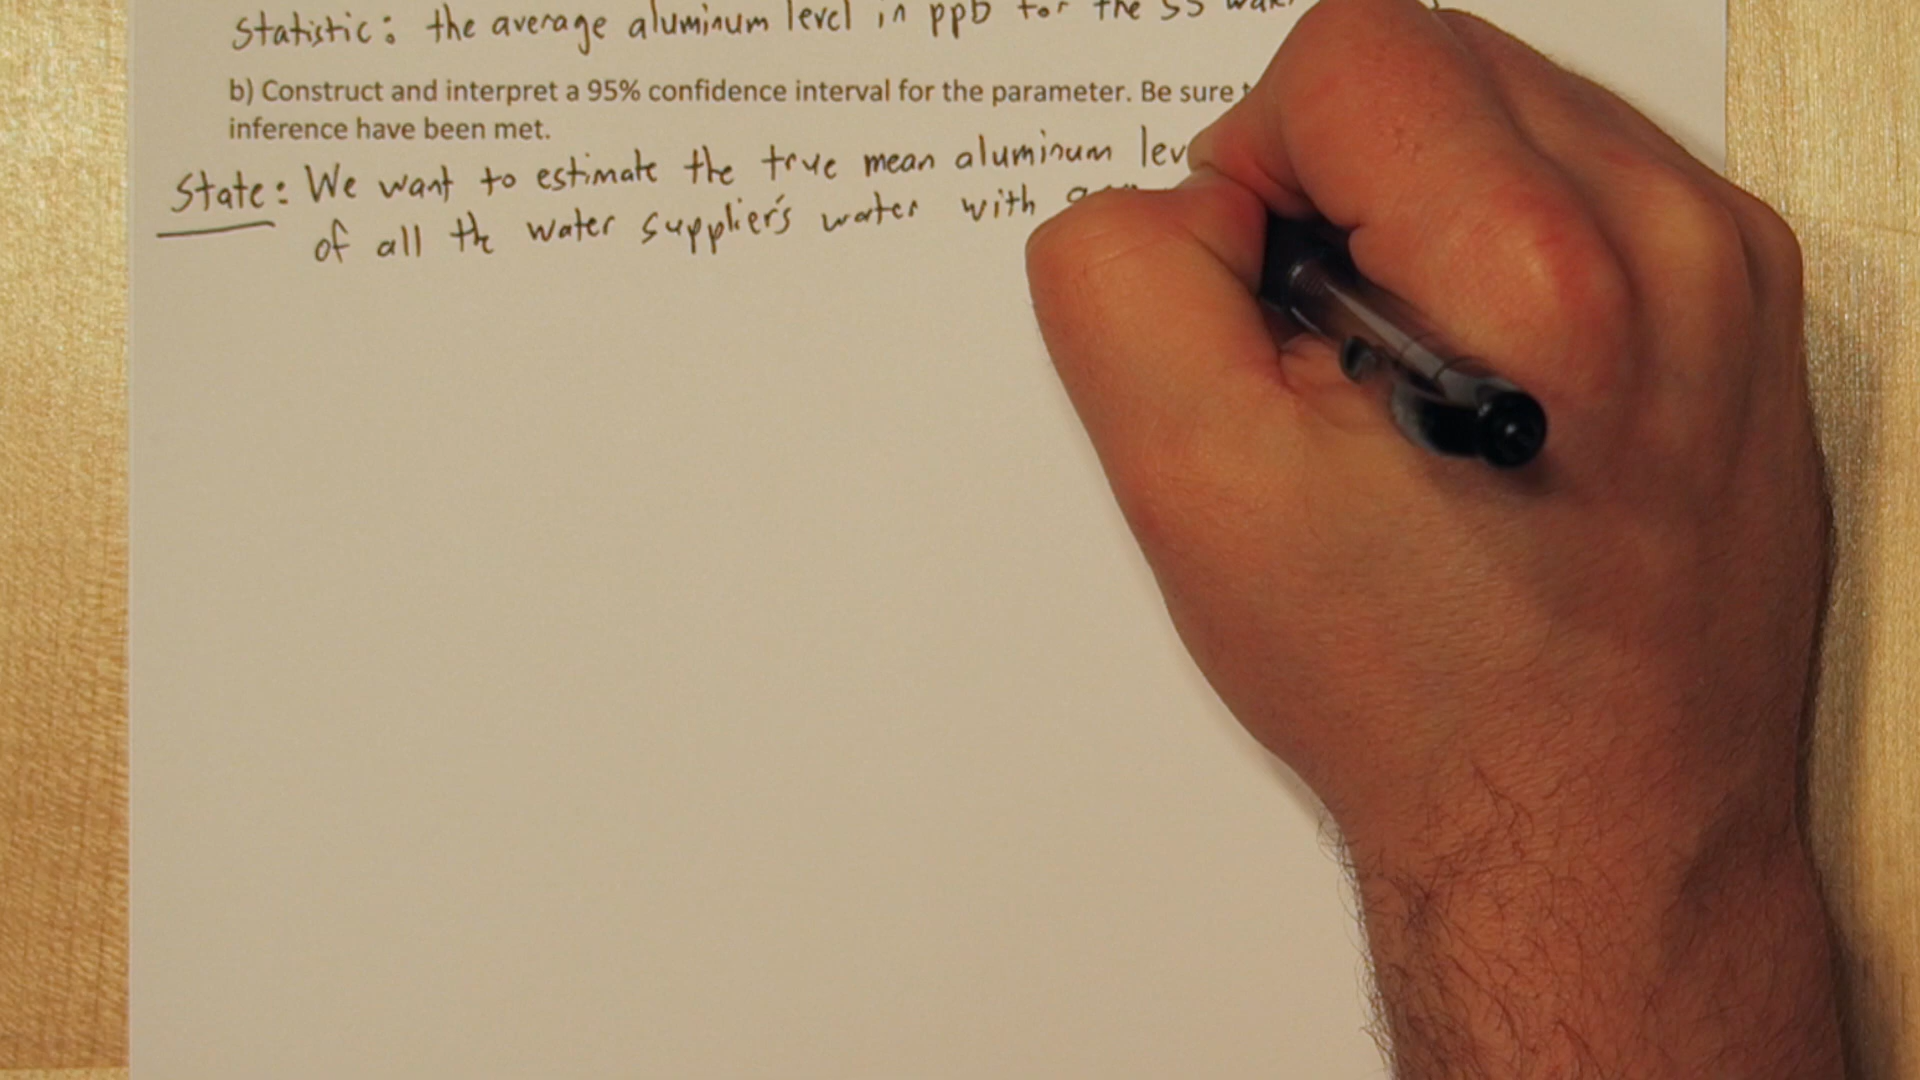 Statistic: the average aluminum level in ppb for the
b) Construct and interpret a 95% confidence interval for the parameter. Be sure
inference have been met.
State: We want to estimate the true mean aluminum
of all the water supplier's water with